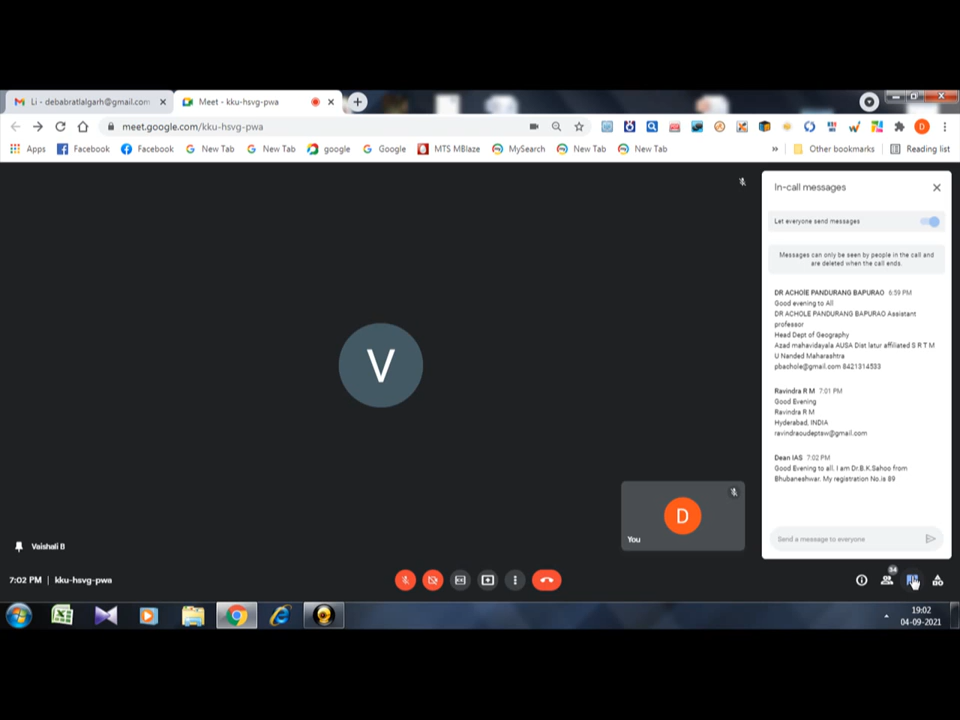 Li - debabratlalgarh@gmail.com
Meet - kku-hsvg-pwa
meet.google.com/kku-hsvg-pwa
D
Apps Facebook Facebook New Tab New Tab google Google MTS MBlaze MySearch New Tab New Tab » Other bookmarks Reading list
In-call messages
Let everyone send messages
Messages can only be seen by people in the call and
are deleted when the call ends.
DR ACHOlE PANDURANG BAPURAO 6:59 PM
Good evening to All
DR ACHOLE PANDURANG BAPURAO Assistant
professor
Head Dept of Geography
Azad mahavidayala AUSA Dist latur affiliated S R T M
U Nanded Maharashtra
pbachole@gmail.com 8421314533
Ravindra R M 7:01 PM
Good Evening
Ravindra R M
Hyderabad, INDIA
ravindraoudeptsw@gmail.com
Dean IAS 7:02 PM
Good Evening to all, I am Dr.B.K.Sahoo from
Bhubaneshwar. My registration No.is 89
Send a message to everyone
V
D
You
Vaishali B
7:02 PM | kku-hsvg-pwa
34
19:02
04-09-2021